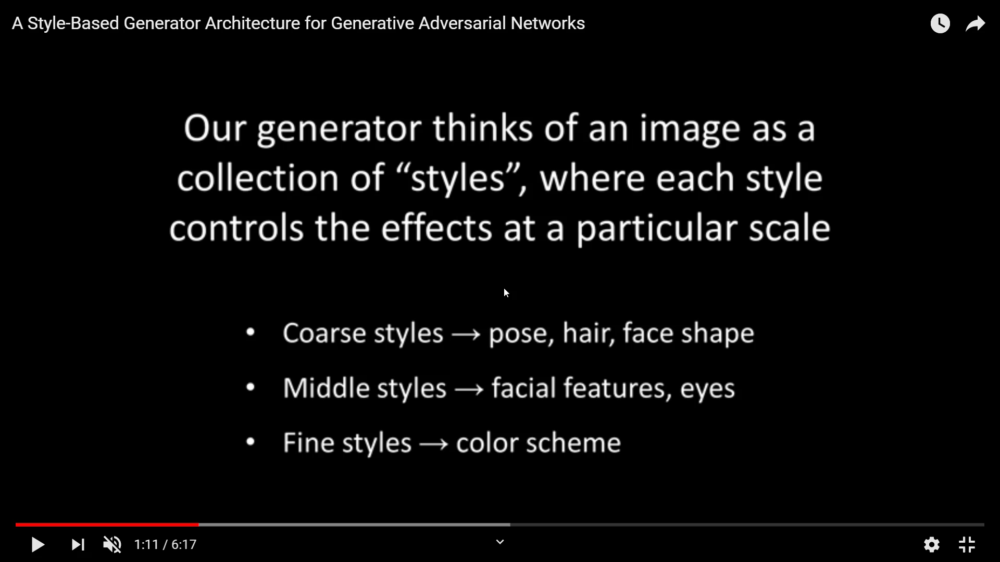 A Style-Based Generator Architecture for Generative Adversarial Networks
Our generator thinks of an image as a
collection of “styles”, where each style
controls the effects at a particular scale
• Coarse styles → pose, hair, face shape
• Middle styles → facial features, eyes
• Fine styles → color scheme
1:11 / 6:17